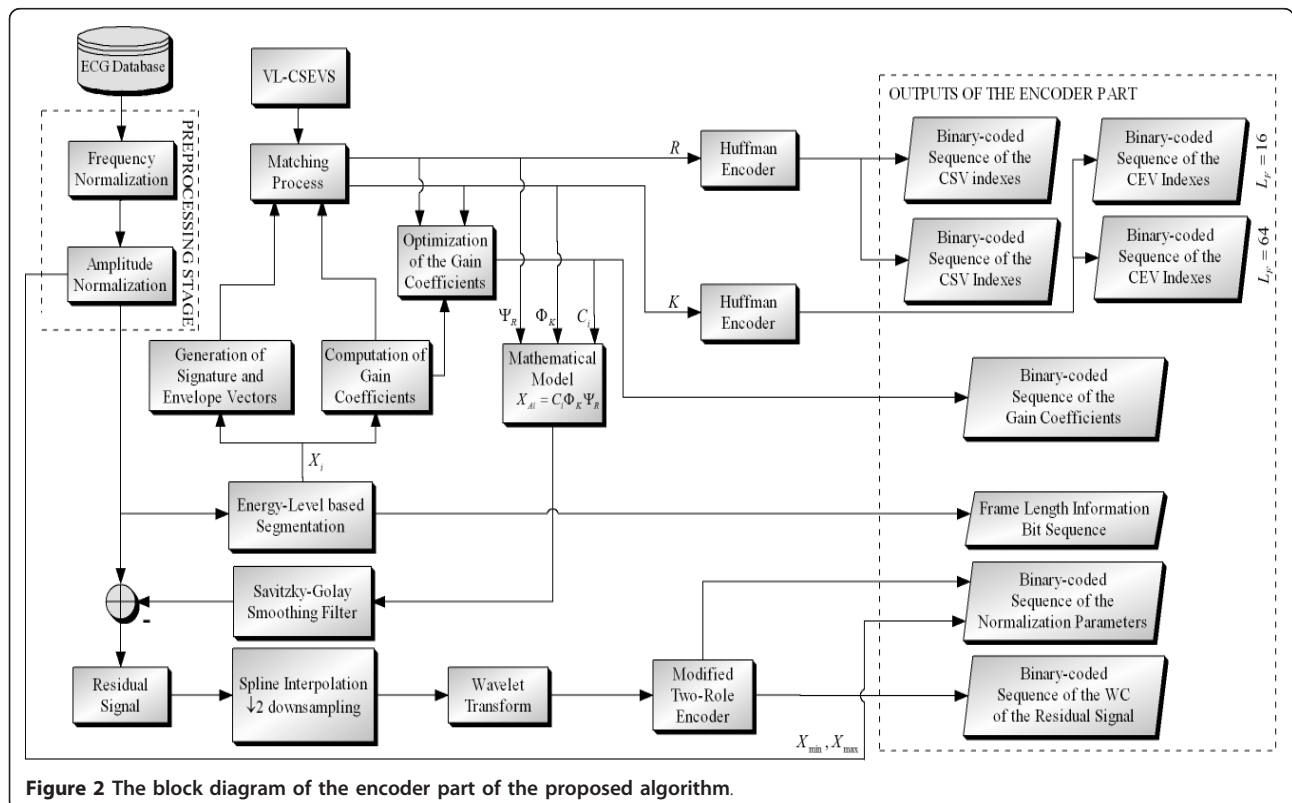 ECG Database
VL-CSEVS
OUTPUTS OF THE ENCODER PART
PREPROCESSING STAGE
Frequency
Normalization
Amplitude
Normalization
Matching
Process
R
Huffman
Encoder
Binary-coded
Sequence of the
CSV indexes
Binary-coded
Sequence of the
CEV Indexes
L_F = 16
Optimization
of the Gain
Coefficients
Binary-coded
Sequence of the
CSV Indexes
Binary-coded
Sequence of the
CEV Indexes
L_F = 64
K
Huffman
Encoder
Ψ_R
Φ_K
C_i
Generation of
Signature and
Envelope Vectors
Computation of
Gain
Coefficients
Mathematical
Model
X_{Ai} = C_iΦ_KΨ_R
Binary-coded
Sequence of the
Gain Coefficients
X_i
Energy-Level based
Segmentation
Frame Length Information
Bit Sequence
Savitzky-Golay
Smoothing Filter
-
Binary-coded
Sequence of the
Normalization Parameters
Residual
Signal
Spline Interpolation
↓2 downsampling
Wavelet
Transform
Modified
Two-Role
Encoder
Binary-coded
Sequence of the WC
of the Residual Signal
X_min, X_max
Figure 2 The block diagram of the encoder part of the proposed algorithm.